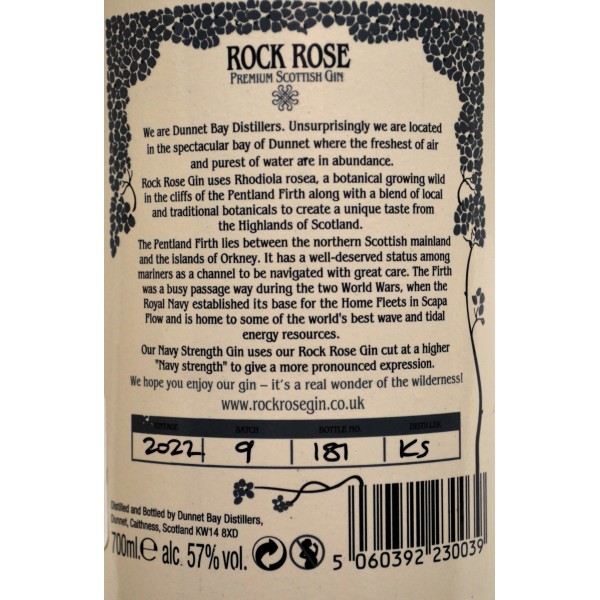 ROCK ROSE
PREMIUM SCOTTISH GIN
We are Dunnet Bay Distillers. Unsurprisingly we are located
in the spectacular bay of Dunnet where the freshest of air
and purest of water are in abundance.
Rock Rose Gin uses Rhodiola rosea, a botanical growing wild
in the cliffs of the Pentland Firth along with a blend of local
and traditional botanicals to create a unique taste from
the Highlands of Scotland.
The Pentland Firth lies between the northern Scottish mainland
and the islands of Orkney. It has a well-deserved status among
mariners as a channel to be navigated with great care. The Firth
was a busy passage way during the two World Wars, when the
Royal Navy established its base for the Home Fleets in Scapa
Flow and is home to some of the world's best wave and tidal
energy resources.
Our Navy Strength Gin uses our Rock Rose Gin cut at a higher
"Navy strength" to give a more pronounced expression.
We hope you enjoy our gin – it's a real wonder of the wilderness!
www.rockrosegin.co.uk
VINTAGE BATCH BOTTLE NO. DISTILLER
2022 9 181 KS
Distilled and Bottled by Dunnet Bay Distillers,
Dunnet, Caithness, Scotland KW14 8XD
700ml. e alc. 57% vol.
5 060392 230039